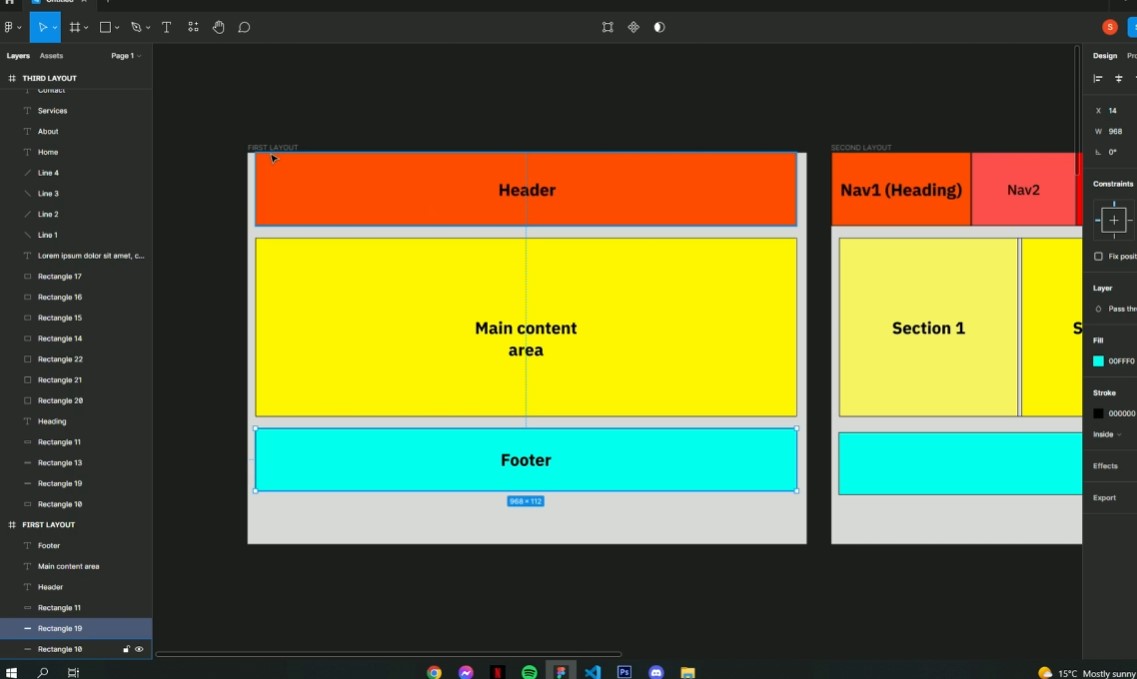 Untitled
Layers Assets Page 1
THIRD LAYOUT
Contact
Services
About
Home
Line 4
Line 3
Line 2
Line 1
Lorem ipsum dolor sit amet, c...
Rectangle 17
Rectangle 16
Rectangle 15
Rectangle 14
Rectangle 22
Rectangle 21
Rectangle 20
Heading
Rectangle 11
Rectangle 13
Rectangle 19
Rectangle 10
FIRST LAYOUT
Footer
Main content area
Header
Rectangle 11
Rectangle 19
Rectangle 10
FIRST LAYOUT
Header
Main content
area
Footer
968 × 112
SECOND LAYOUT
Nav1 (Heading)
Nav2
Section 1
S
S
Design Pro
X 14
W 968
0°
Constraints
Fix posit
Layer
Pass thr
Fill
00FFF0
Stroke
000000
Inside
Effects
Export
Ps
15°C Mostly sunny